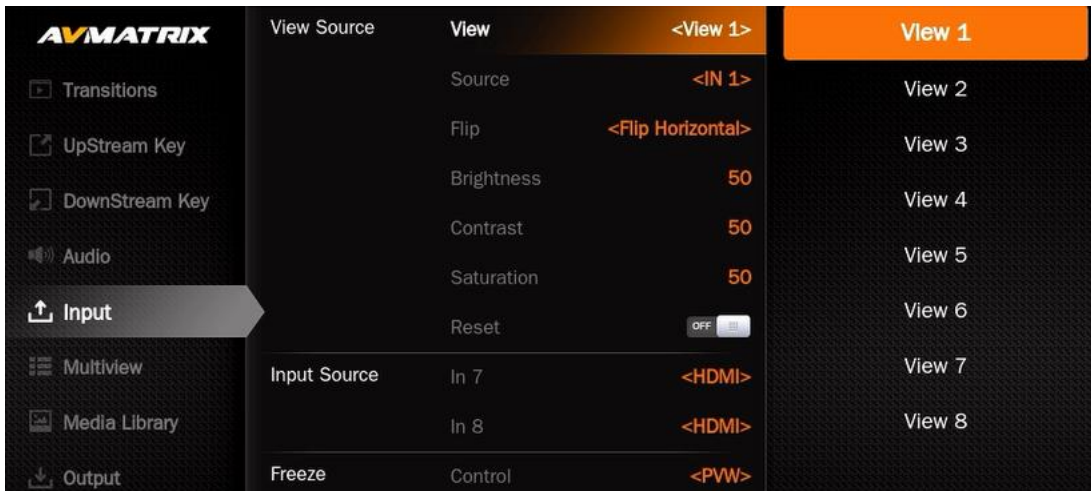 AVMATRIX
Transitions
UpStream Key
DownStream Key
Audio
Input
Multiview
Media Library
Output
View Source View <View 1>
Source <IN 1>
Flip <Flip Horizontal>
Brightness 50
Contrast 50
Saturation 50
Reset OFF
Input Source In 7 <HDMI>
In 8 <HDMI>
Freeze Control <PVW>
View 1
View 2
View 3
View 4
View 5
View 6
View 7
View 8